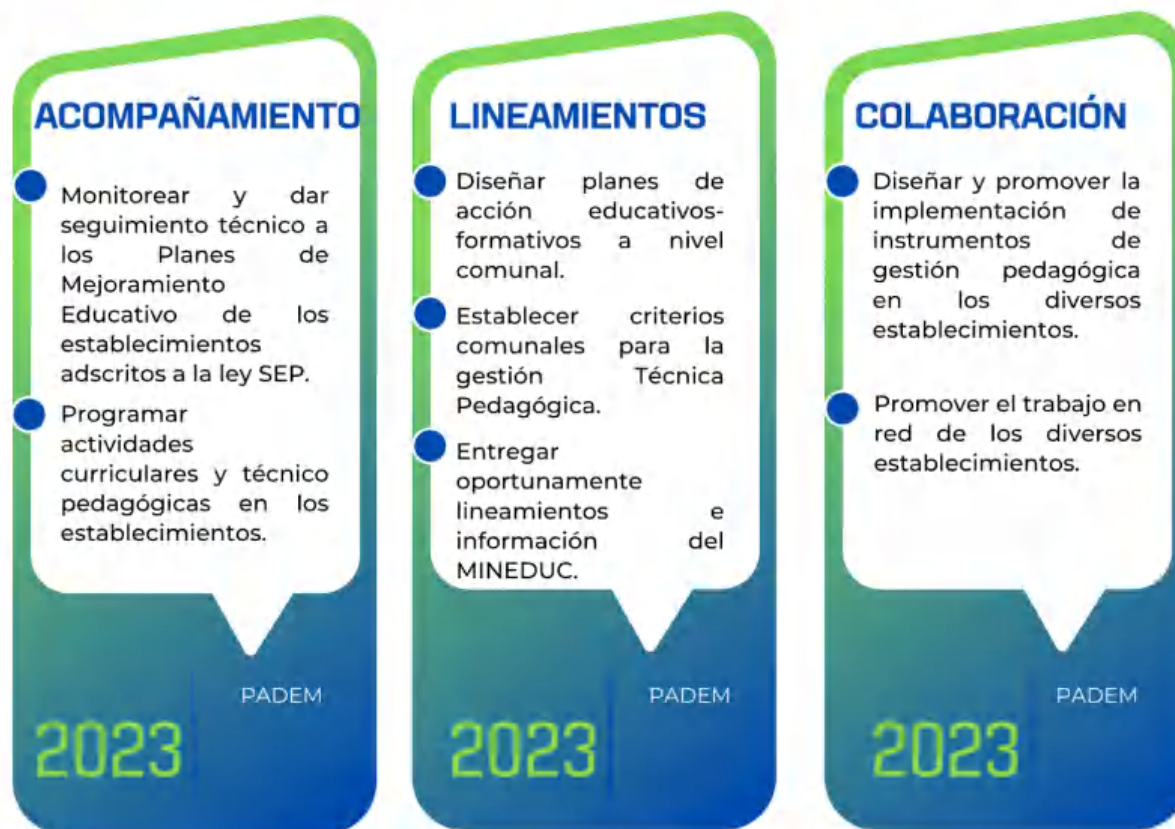 ACOMPAÑAMIENTO
Monitorear y dar
seguimiento técnico a
los Planes de
Mejoramiento
Educativo de los
establecimientos
adscritos a la ley SEP.
Programar
actividades
curriculares y técnico
pedagógicas en los
establecimientos.
PADEM
2023
LINEAMIENTOS
Diseñar planes de
acción educativos-
formativos a nivel
comunal.
Establecer criterios
comunales para la
gestión Técnica
Pedagógica.
Entregar
oportunamente
lineamientos e
información del
MINEDUC.
PADEM
2023
COLABORACIÓN
Diseñar y promover la
implementación de
instrumentos de
gestión pedagógica
en los diversos
establecimientos.
Promover el trabajo en
red de los diversos
establecimientos.
PADEM
2023